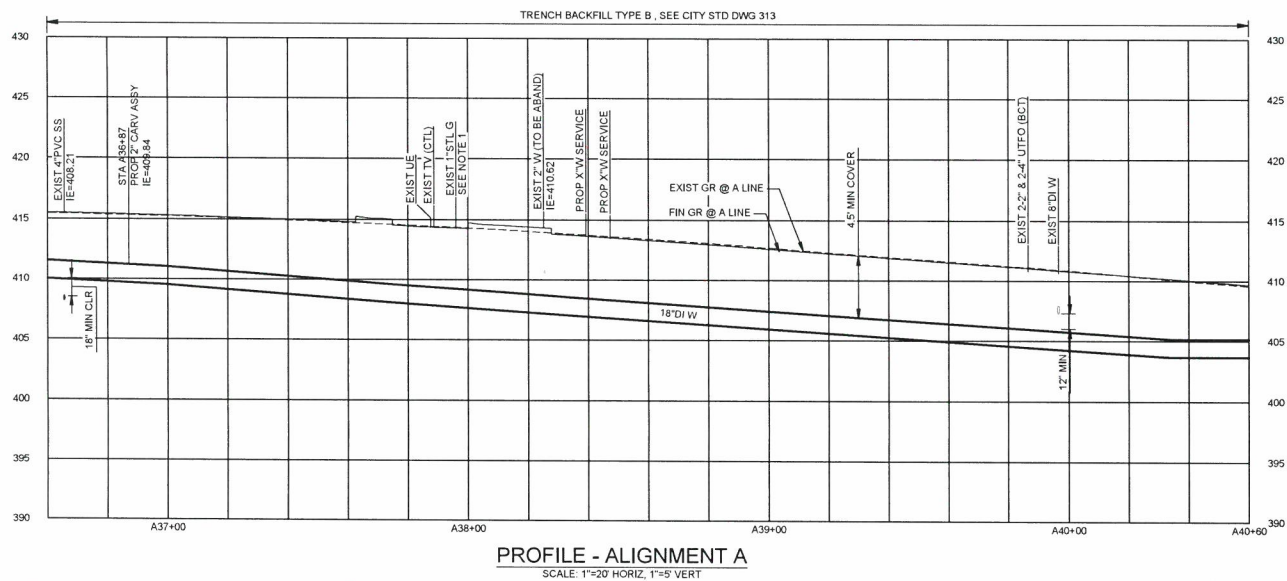 TRENCH BACKFILL TYPE B , SEE CITY STD DWG 313
430
425
420
415
410
405
400
395
390
430
425
420
415
410
405
400
395
390
EXIST 4"PVC SS
IE=408.21
STA A36+87
PROP 2" CARV ASSY
IE=409.84
EXIST UE
EXIST TV (CTL)
EXIST 1"STL G
SEE NOTE 1
EXIST 2" W (TO BE ABAND)
IE=410.62
PROP X"W SERVICE
PROP X"W SERVICE
EXIST GR @ A LINE
FIN GR @ A LINE
4.5' MIN COVER
EXIST 2-2" & 2-4" UTFO (BCT)
EXIST 8"DI W
18" MIN CLR
18"DI W
12" MIN
A37+00
A38+00
A39+00
A40+00
A40+60
PROFILE - ALIGNMENT A
SCALE: 1"=20' HORIZ, 1"=5' VERT